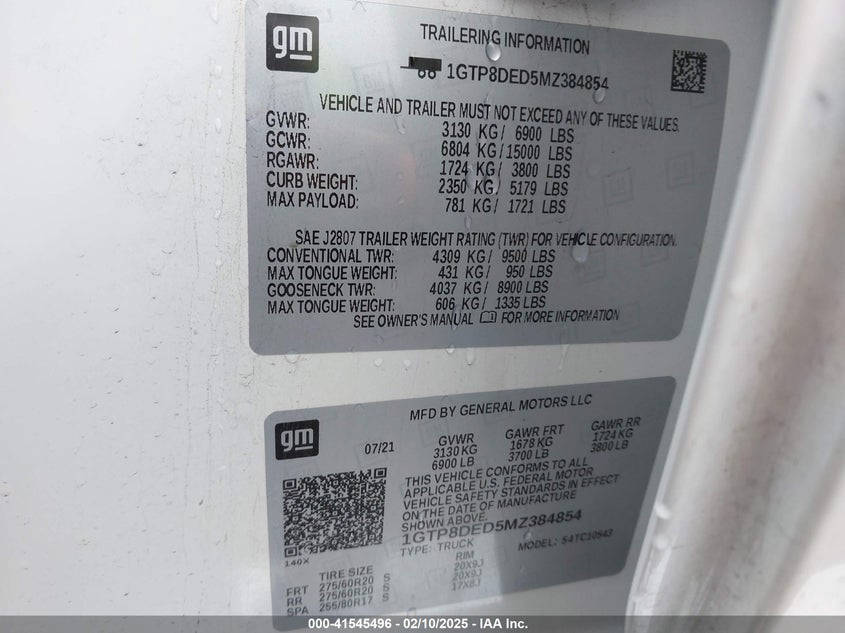 gm
TRAILERING INFORMATION
1GTP8DED5MZ384854
VEHICLE AND TRAILER MUST NOT EXCEED ANY OF THESE VALUES.
GVWR: 3130 KG/ 6900 LBS
GCWR: 6804 KG/15000 LBS
RGAWR: 1724 KG/ 3800 LBS
CURB WEIGHT: 2350 KG/ 5179 LBS
MAX PAYLOAD: 781 KG/ 1721 LBS
SAE J2807 TRAILER WEIGHT RATING (TWR) FOR VEHICLE CONFIGURATION.
CONVENTIONAL TWR: 4309 KG/ 9500 LBS
MAX TONGUE WEIGHT: 431 KG/ 950 LBS
GOOSENECK TWR: 4037 KG/ 8900 LBS
MAX TONGUE WEIGHT: 606 KG/ 1335 LBS
SEE OWNER'S MANUAL FOR MORE INFORMATION
gm
MFD BY GENERAL MOTORS LLC
07/21 GVWR GAWR FRT GAWR RR
3130 KG 1678 KG 1724 KG
6900 LB 3700 LB 3800 LB
THIS VEHICLE CONFORMS TO ALL
APPLICABLE U.S. FEDERAL MOTOR
VEHICLE SAFETY STANDARDS IN EFFECT
ON THE DATE OF MANUFACTURE
SHOWN ABOVE.
1GTP8DED5MZ384854
TYPE: TRUCK MODEL: S4TC10543
140X
TIRE SIZE RIM
FRT 275/60R20 S 20X9J
RR 275/60R20 S 20X9J
SPA 255/80R17 S 17X8J
000-41545496 - 02/10/2025 - IAA Inc.